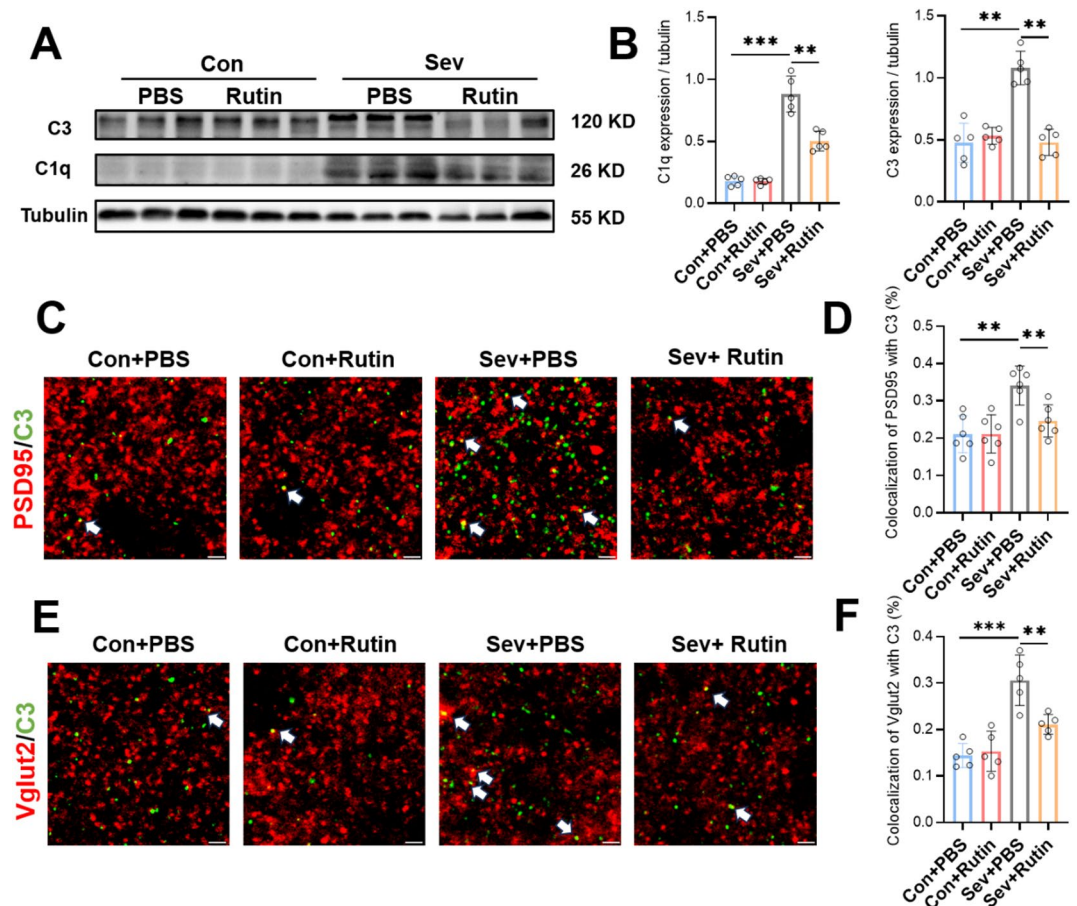 A
Con Sev
PBS Rutin PBS Rutin
C3 120 KD
C1q 26 KD
Tubulin 55 KD
B
C1q expression / tubulin
1.5
1.0
0.5
0.0
*** **
Con+PBS
Con+Rutin
Sev+PBS
Sev+Rutin
C3 expression / tubulin
1.5
1.0
0.5
0.0
** **
Con+PBS
Con+Rutin
Sev+PBS
Sev+Rutin
C
Con+PBS Con+Rutin Sev+PBS Sev+ Rutin
PSD95/C3
D
Colocalization of PSD95 with C3 (%)
0.5
0.4
0.3
0.2
0.1
0.0
** **
Con+PBS
Con+Rutin
Sev+PBS
Sev+Rutin
E
Con+PBS Con+Rutin Sev+PBS Sev+ Rutin
Vglut2/C3
F
Colocalization of Vglut2 with C3 (%)
0.4
0.3
0.2
0.1
0.0
*** **
Con+PBS
Con+Rutin
Sev+PBS
Sev+Rutin